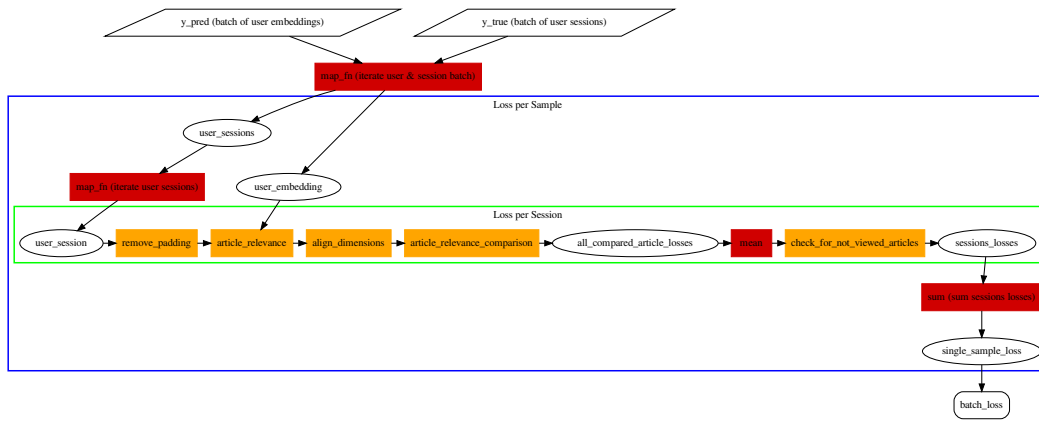 y_pred (batch of user embeddings)
y_true (batch of user sessions)
map_fn (iterate user & session batch)
Loss per Sample
user_sessions
map_fn (iterate user sessions)
user_embedding
Loss per Session
user_session
remove_padding
article_relevance
align_dimensions
article_relevance_comparison
all_compared_article_losses
mean
check_for_not_viewed_articles
sessions_losses
sum (sum sessions losses)
single_sample_loss
batch_loss